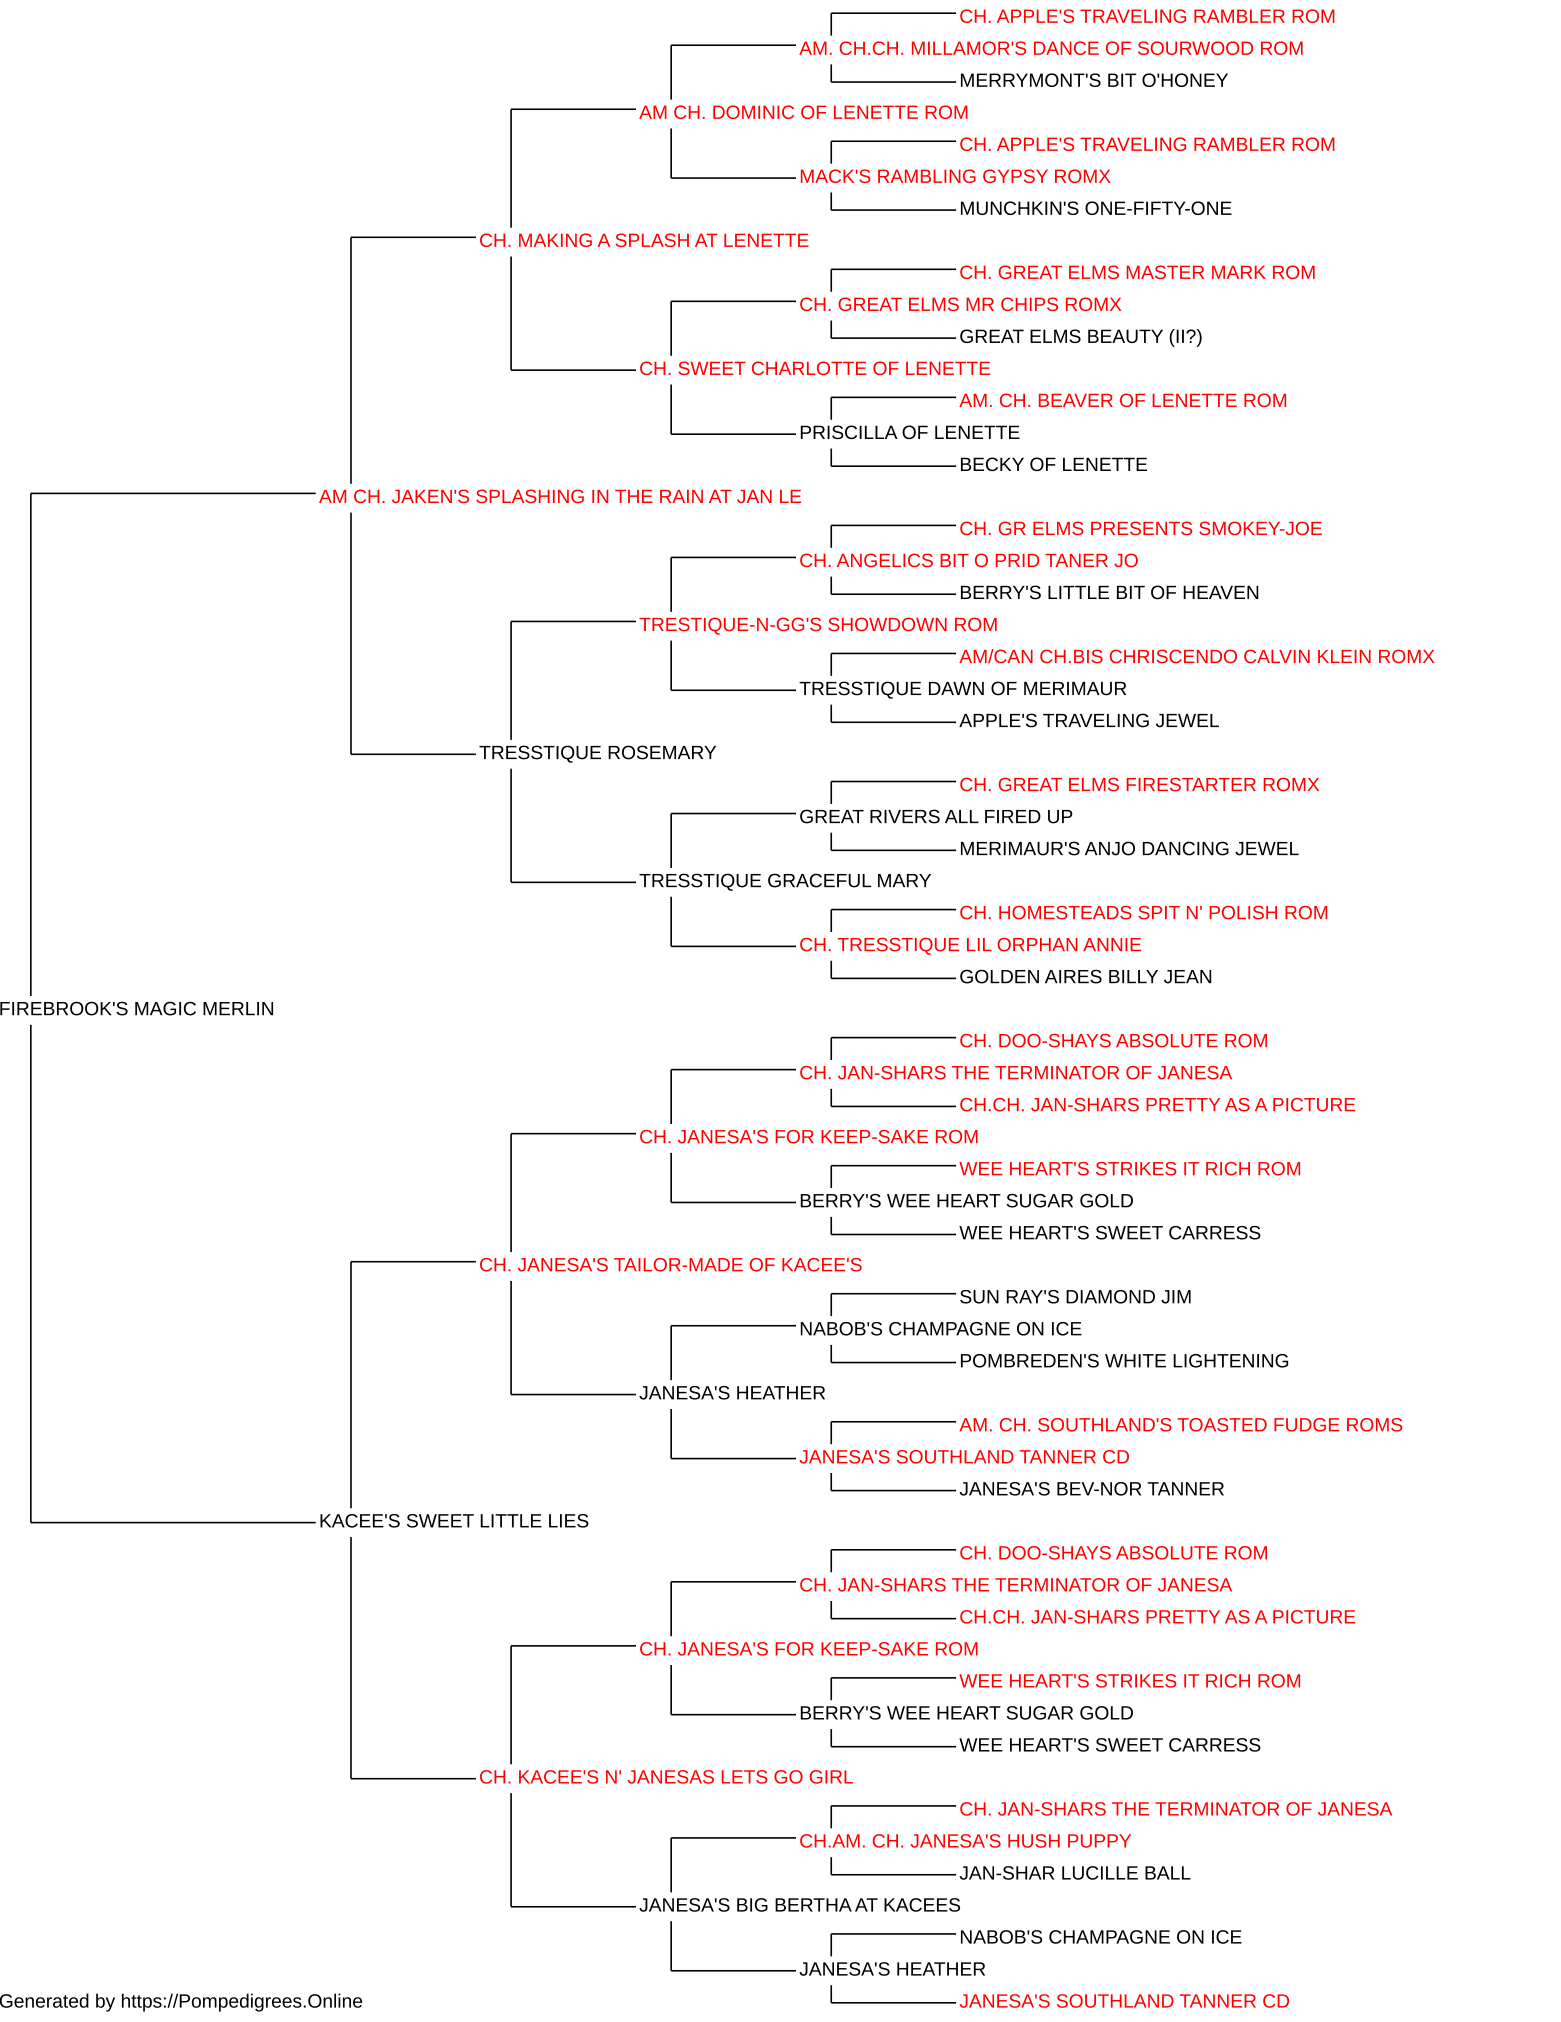 CH. APPLE'S TRAVELING RAMBLER ROM
AM. CH.CH. MILLAMOR'S DANCE OF SOURWOOD ROM
MERRYMONT'S BIT O'HONEY
AM CH. DOMINIC OF LENETTE ROM
CH. APPLE'S TRAVELING RAMBLER ROM
MACK'S RAMBLING GYPSY ROMX
MUNCHKIN'S ONE-FIFTY-ONE
CH. MAKING A SPLASH AT LENETTE
CH. GREAT ELMS MASTER MARK ROM
CH. GREAT ELMS MR CHIPS ROMX
GREAT ELMS BEAUTY (II?)
CH. SWEET CHARLOTTE OF LENETTE
AM. CH. BEAVER OF LENETTE ROM
PRISCILLA OF LENETTE
BECKY OF LENETTE
AM CH. JAKEN'S SPLASHING IN THE RAIN AT JAN LE
CH. GR ELMS PRESENTS SMOKEY-JOE
CH. ANGELICS BIT O PRID TANER JO
BERRY'S LITTLE BIT OF HEAVEN
TRESTIQUE-N-GG'S SHOWDOWN ROM
AM/CAN CH.BIS CHRISCENDO CALVIN KLEIN ROMX
TRESSTIQUE DAWN OF MERIMAUR
APPLE'S TRAVELING JEWEL
TRESSTIQUE ROSEMARY
CH. GREAT ELMS FIRESTARTER ROMX
GREAT RIVERS ALL FIRED UP
MERIMAUR'S ANJO DANCING JEWEL
TRESSTIQUE GRACEFUL MARY
CH. HOMESTEADS SPIT N' POLISH ROM
CH. TRESSTIQUE LIL ORPHAN ANNIE
GOLDEN AIRES BILLY JEAN
FIREBROOK'S MAGIC MERLIN
CH. DOO-SHAYS ABSOLUTE ROM
CH. JAN-SHARS THE TERMINATOR OF JANESA
CH.CH. JAN-SHARS PRETTY AS A PICTURE
CH. JANESA'S FOR KEEP-SAKE ROM
WEE HEART'S STRIKES IT RICH ROM
BERRY'S WEE HEART SUGAR GOLD
WEE HEART'S SWEET CARRESS
CH. JANESA'S TAILOR-MADE OF KACEE'S
SUN RAY'S DIAMOND JIM
NABOB'S CHAMPAGNE ON ICE
POMBREDEN'S WHITE LIGHTENING
JANESA'S HEATHER
AM. CH. SOUTHLAND'S TOASTED FUDGE ROMS
JANESA'S SOUTHLAND TANNER CD
JANESA'S BEV-NOR TANNER
KACEE'S SWEET LITTLE LIES
CH. DOO-SHAYS ABSOLUTE ROM
CH. JAN-SHARS THE TERMINATOR OF JANESA
CH.CH. JAN-SHARS PRETTY AS A PICTURE
CH. JANESA'S FOR KEEP-SAKE ROM
WEE HEART'S STRIKES IT RICH ROM
BERRY'S WEE HEART SUGAR GOLD
WEE HEART'S SWEET CARRESS
CH. KACEE'S N' JANESAS LETS GO GIRL
CH. JAN-SHARS THE TERMINATOR OF JANESA
CH.AM. CH. JANESA'S HUSH PUPPY
JAN-SHAR LUCILLE BALL
JANESA'S BIG BERTHA AT KACEES
NABOB'S CHAMPAGNE ON ICE
JANESA'S HEATHER
JANESA'S SOUTHLAND TANNER CD
Generated by https://Pompedigrees.Online